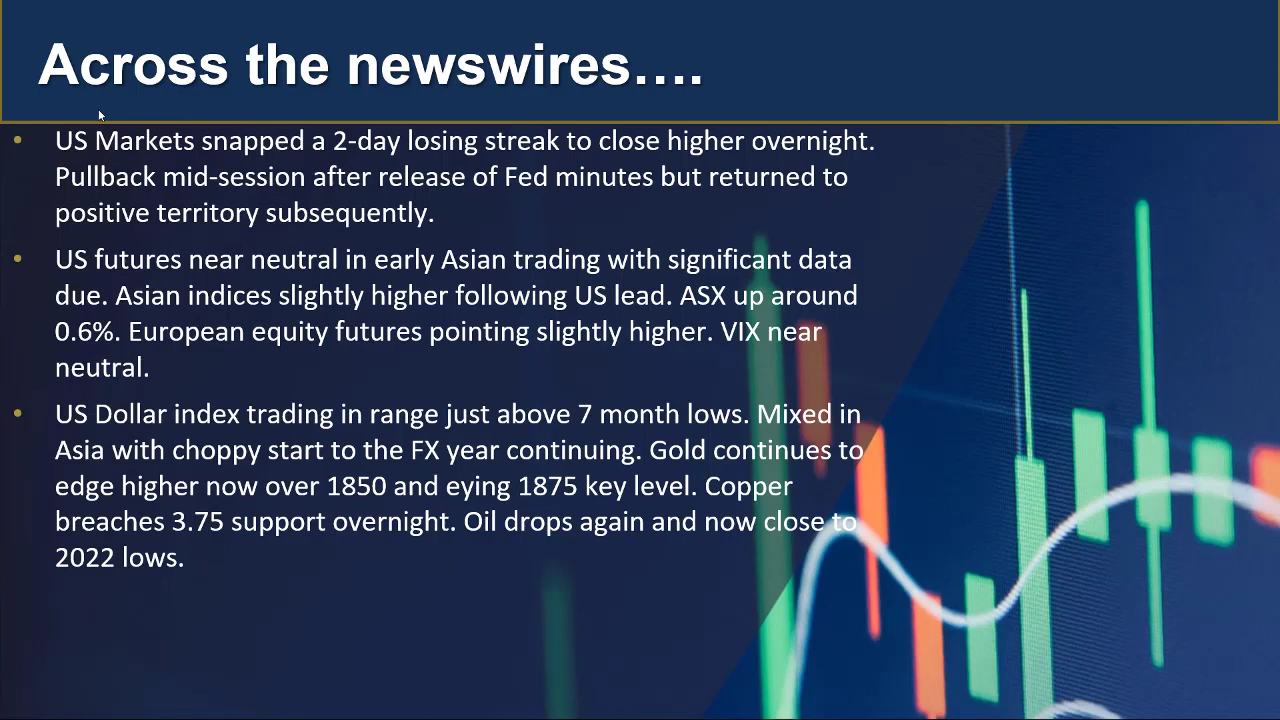 Across the newswires….
• US Markets snapped a 2-day losing streak to close higher overnight.
Pullback mid-session after release of Fed minutes but returned to
positive territory subsequently.
• US futures near neutral in early Asian trading with significant data
due. Asian indices slightly higher following US lead. ASX up around
0.6%. European equity futures pointing slightly higher. VIX near
neutral.
• US Dollar index trading in range just above 7 month lows. Mixed in
Asia with choppy start to the FX year continuing. Gold continues to
edge higher now over 1850 and eying 1875 key level. Copper
breaches 3.75 support overnight. Oil drops again and now close to
2022 lows.